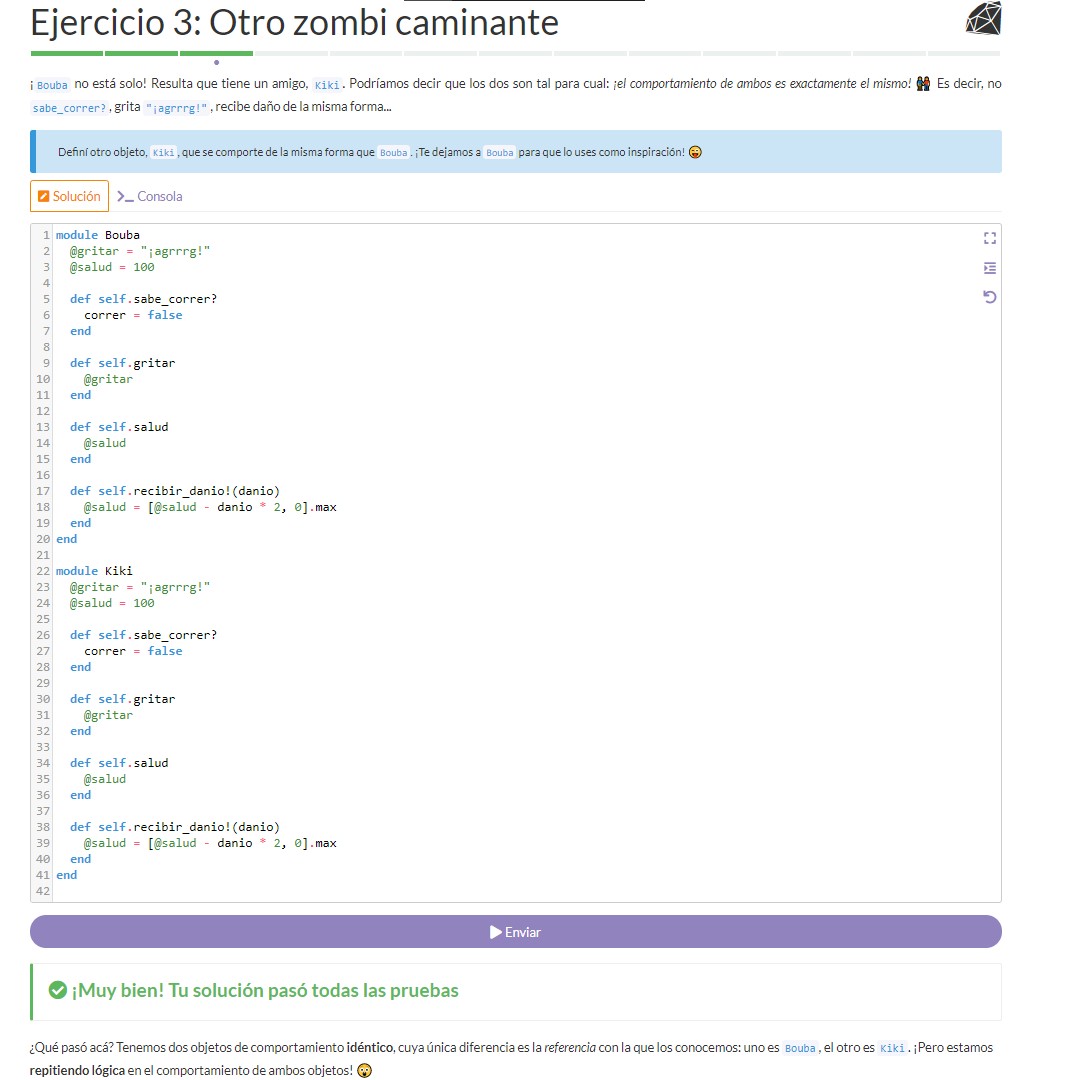 Ejercicio 3: Otro zombi caminante
¡ Bouba no está solo! Resulta que tiene un amigo, Kiki . Podríamos decir que los dos son tal para cual: ¡el comportamiento de ambos es exactamente el mismo! 👬 Es decir, no
sabe_correr? , grita "¡agrrrg!" , recibe daño de la misma forma...
Definí otro objeto, Kiki , que se comporte de la misma forma que Bouba . ¡Te dejamos a Bouba para que lo uses como inspiración! 😜
Solución >_ Consola
1 module Bouba
2   @gritar = "¡agrrrg!"
3   @salud = 100
4
5   def self.sabe_correr?
6     correr = false
7   end
8
9   def self.gritar
10     @gritar
11   end
12
13   def self.salud
14     @salud
15   end
16
17   def self.recibir_danio!(danio)
18     @salud = [@salud - danio * 2, 0].max
19   end
20 end
21
22 module Kiki
23   @gritar = "¡agrrrg!"
24   @salud = 100
25
26   def self.sabe_correr?
27     correr = false
28   end
29
30   def self.gritar
31     @gritar
32   end
33
34   def self.salud
35     @salud
36   end
37
38   def self.recibir_danio!(danio)
39     @salud = [@salud - danio * 2, 0].max
40   end
41 end
42
Enviar
¡Muy bien! Tu solución pasó todas las pruebas
¿Qué pasó acá? Tenemos dos objetos de comportamiento idéntico, cuya única diferencia es la referencia con la que los conocemos: uno es Bouba , el otro es Kiki . ¡Pero estamos
repitiendo lógica en el comportamiento de ambos objetos! 😮